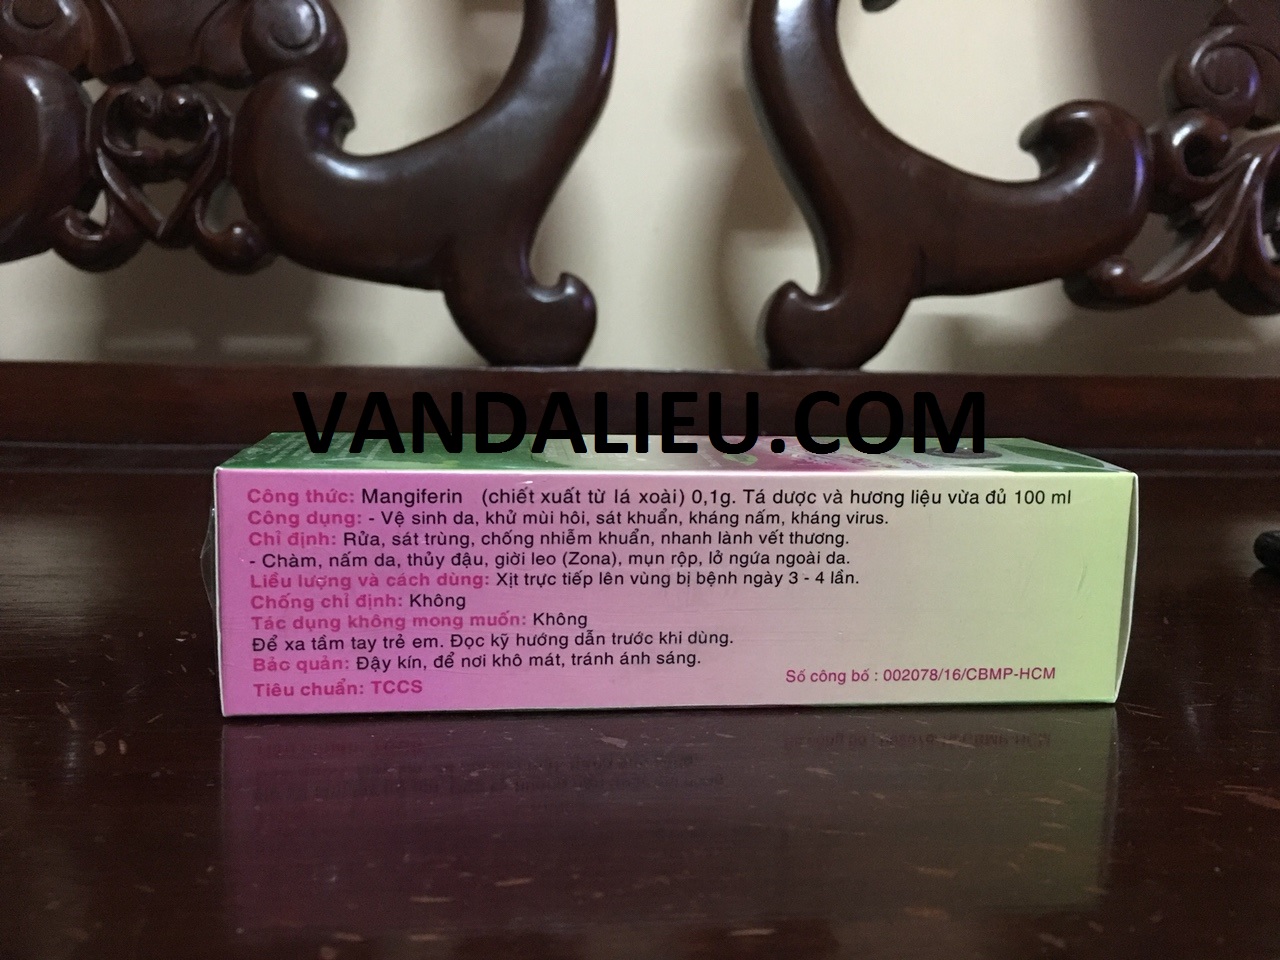 VANDALIEU.COM
Công thức: Mangiferin (chiết xuất từ lá xoài) 0,1g. Tá dược và hương liệu vừa đủ 100 ml
Công dụng: - Vệ sinh da, khử mùi hôi, sát khuẩn, kháng nấm, kháng virus.
Chỉ định: Rửa, sát trùng, chống nhiễm khuẩn, nhanh lành vết thương.
- Chàm, nấm da, thủy đậu, giời leo (Zona), mụn rộp, lở ngứa ngoài da.
Liều lượng và cách dùng: Xịt trực tiếp lên vùng bị bệnh ngày 3 - 4 lần.
Chống chỉ định: Không
Tác dụng không mong muốn: Không
Để xa tầm tay trẻ em. Đọc kỹ hướng dẫn trước khi dùng.
Bảc quản: Đậy kín, để nơi khô mát, tránh ánh sáng.
Tiêu chuẩn: TCCS
Số công bố : 002078/16/CBMP-HCM